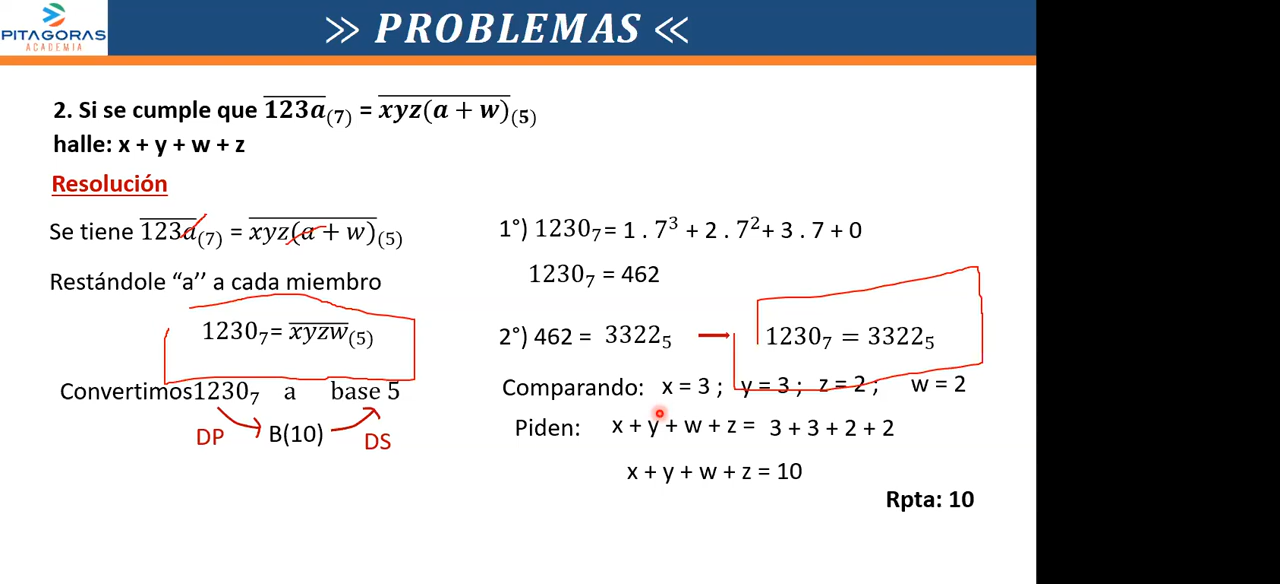 PITAGORAS
ACADEMIA
>> PROBLEMAS <<
2. Si se cumple que 123a(7) = xyz(a + w)(5)
halle: x + y + w + z
Resolución
Se tiene 123a(7) = xyz(a + w)(5)
Restándole “a’’ a cada miembro
1230₇= xyzw(5)
Convertimos1230₇ a base 5
DP B(10) DS
1°) 1230₇= 1 . 7³ + 2 . 7²+ 3 . 7 + 0
1230₇ = 462
2°) 462 = 3322₅ → 1230₇ = 3322₅
Comparando: x = 3 ; y = 3 ; z = 2 ; w = 2
Piden: x + y + w + z = 3 + 3 + 2 + 2
x + y + w + z = 10
Rpta: 10